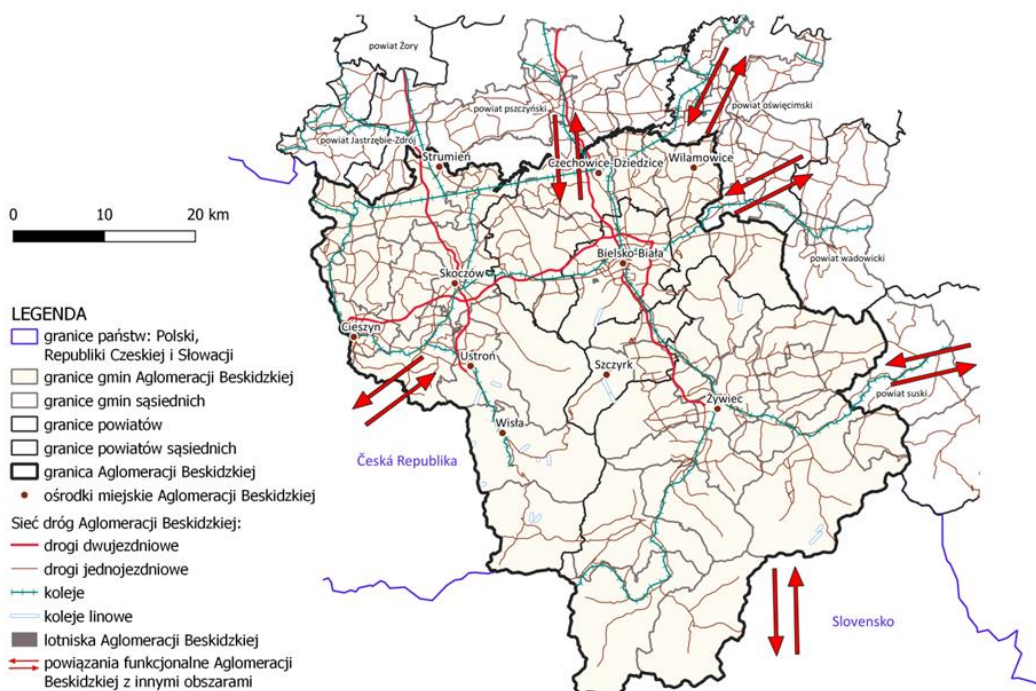 powiat Żory
powiat pszczyński
powiat oświęcimski
powiat Jastrzębie-Zdrój
Strumień
Czechowice-Dziedzice
Wilamowice
0 10 20 km
powiat wadowicki
Bielsko-Biała
Skoczów
LEGENDA
granice państw: Polski,
Republiki Czeskiej i Słowacji
granice gmin Aglomeracji Beskidzkiej
granice gmin sąsiednich
granice powiatów
granice powiatów sąsiednich
granica Aglomeracji Beskidzkiej
ośrodki miejskie Aglomeracji Beskidzkiej
Sieć dróg Aglomeracji Beskidzkiej:
drogi dwujezdniowe
drogi jednojezdniowe
koleje
koleje linowe
lotniska Aglomeracji Beskidzkiej
powiązania funkcjonalne Aglomeracji
Beskidzkiej z innymi obszarami
Cieszyn
Ustroń
Szczyrk
powiat suski
Żywiec
Wisła
Česká Republika
Slovensko